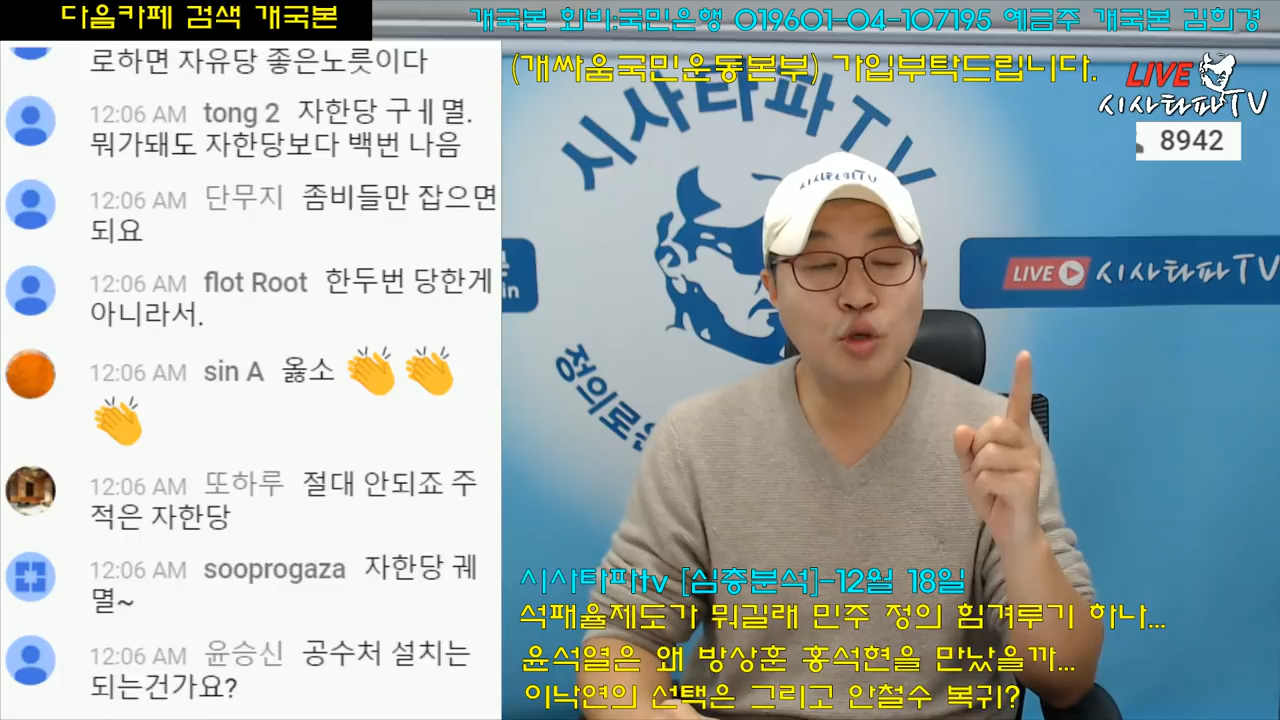 다음카페 검색 개국본
개국본 회비:국민은행 019601-04-107195 예금주 개국본 김희경
(개싸움국민운동본부) 가입부탁드립니다.
LIVE
시사타파TV
8942
로하면 자유당 좋은노릇이다
12:06 AM tong 2 자한당 구ㅔ멸.
뭐가돼도 자한당보다 백번 나음
12:06 AM 단무지 좀비들만 잡으면
되요
12:06 AM flot Root 한두번 당한게
아니라서.
12:06 AM sin A 옳소 👏 👏
👏
12:06 AM 또하루 절대 안되죠 주
적은 자한당
12:06 AM sooprogaza 자한당 궤
멸~
12:06 AM 윤승신 공수처 설치는
되는건가요?
시사타파TV
시사타파TV
in
LIVE 시사타파TV
정의로운
시사타파tv [심층분석]-12월 18일
석패율제도가 뭐길래 민주 정의 힘겨루기 하나...
윤석열은 왜 방상훈 홍석현을 만났을까...
이낙연의 선택은 그리고 안철수 복귀?